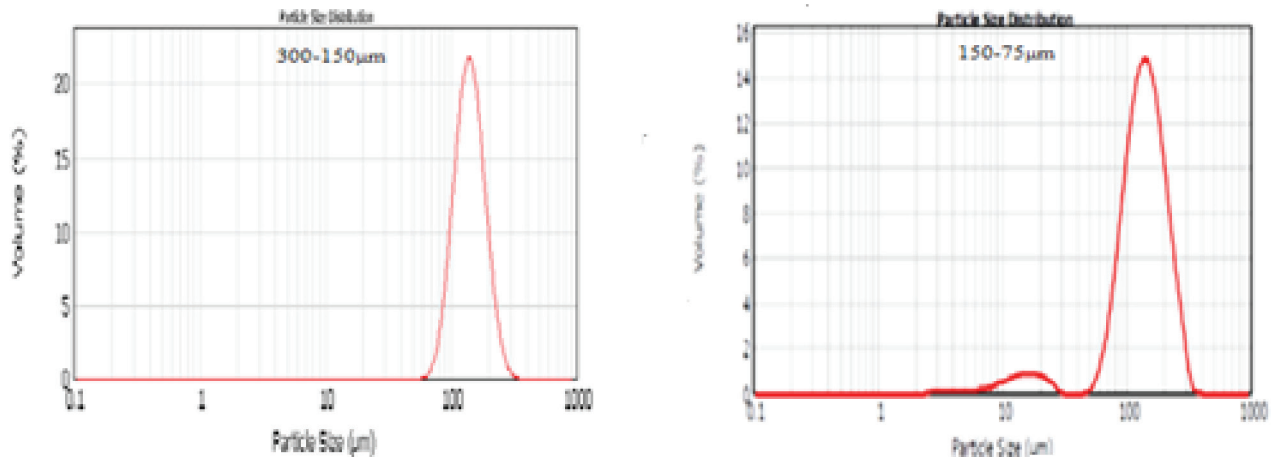 Particle Size Distribution
300-150µm
Volume (%)
20
15
10
5
0
0.1 1 10 100 1000
Particle Size (µm)
Particle Size Distribution
150-75µm
Volume (%)
16
14
12
10
8
6
4
2
0
0.1 1 10 100 1000
Particle Size (um)